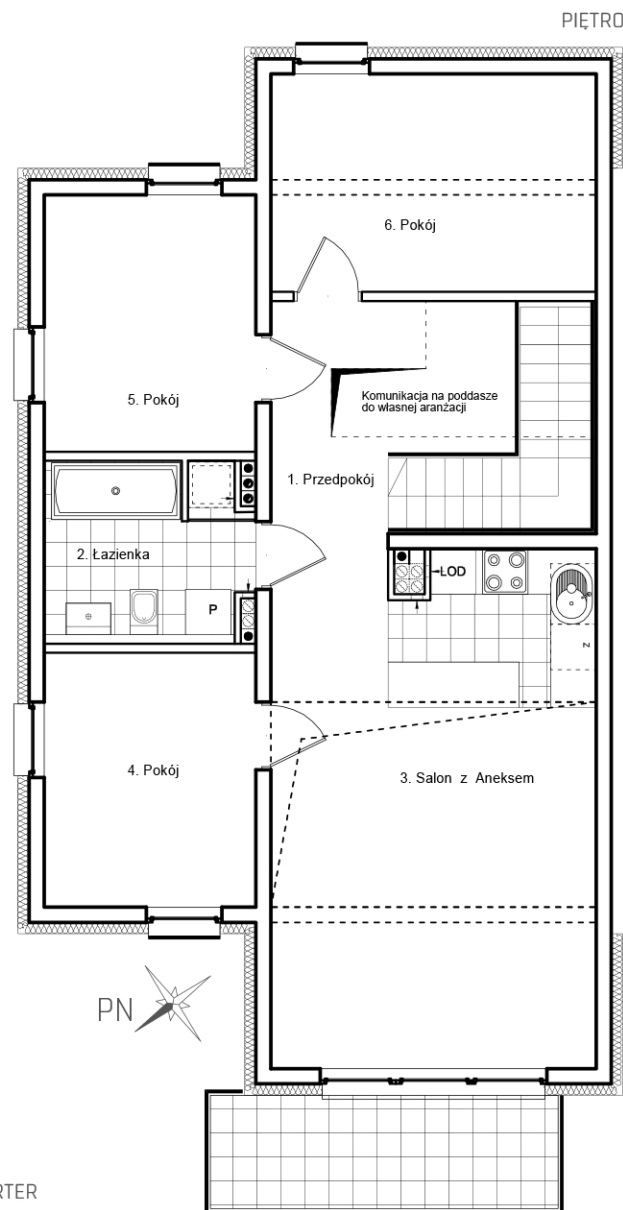 PIĘTRO
6. Pokój
5. Pokój
Komunikacja na poddasze
do własnej aranżacji
1. Przedpokój
2. Łazienka
LOD
P
Z
4. Pokój
3. Salon z Aneksem
PN
RTER